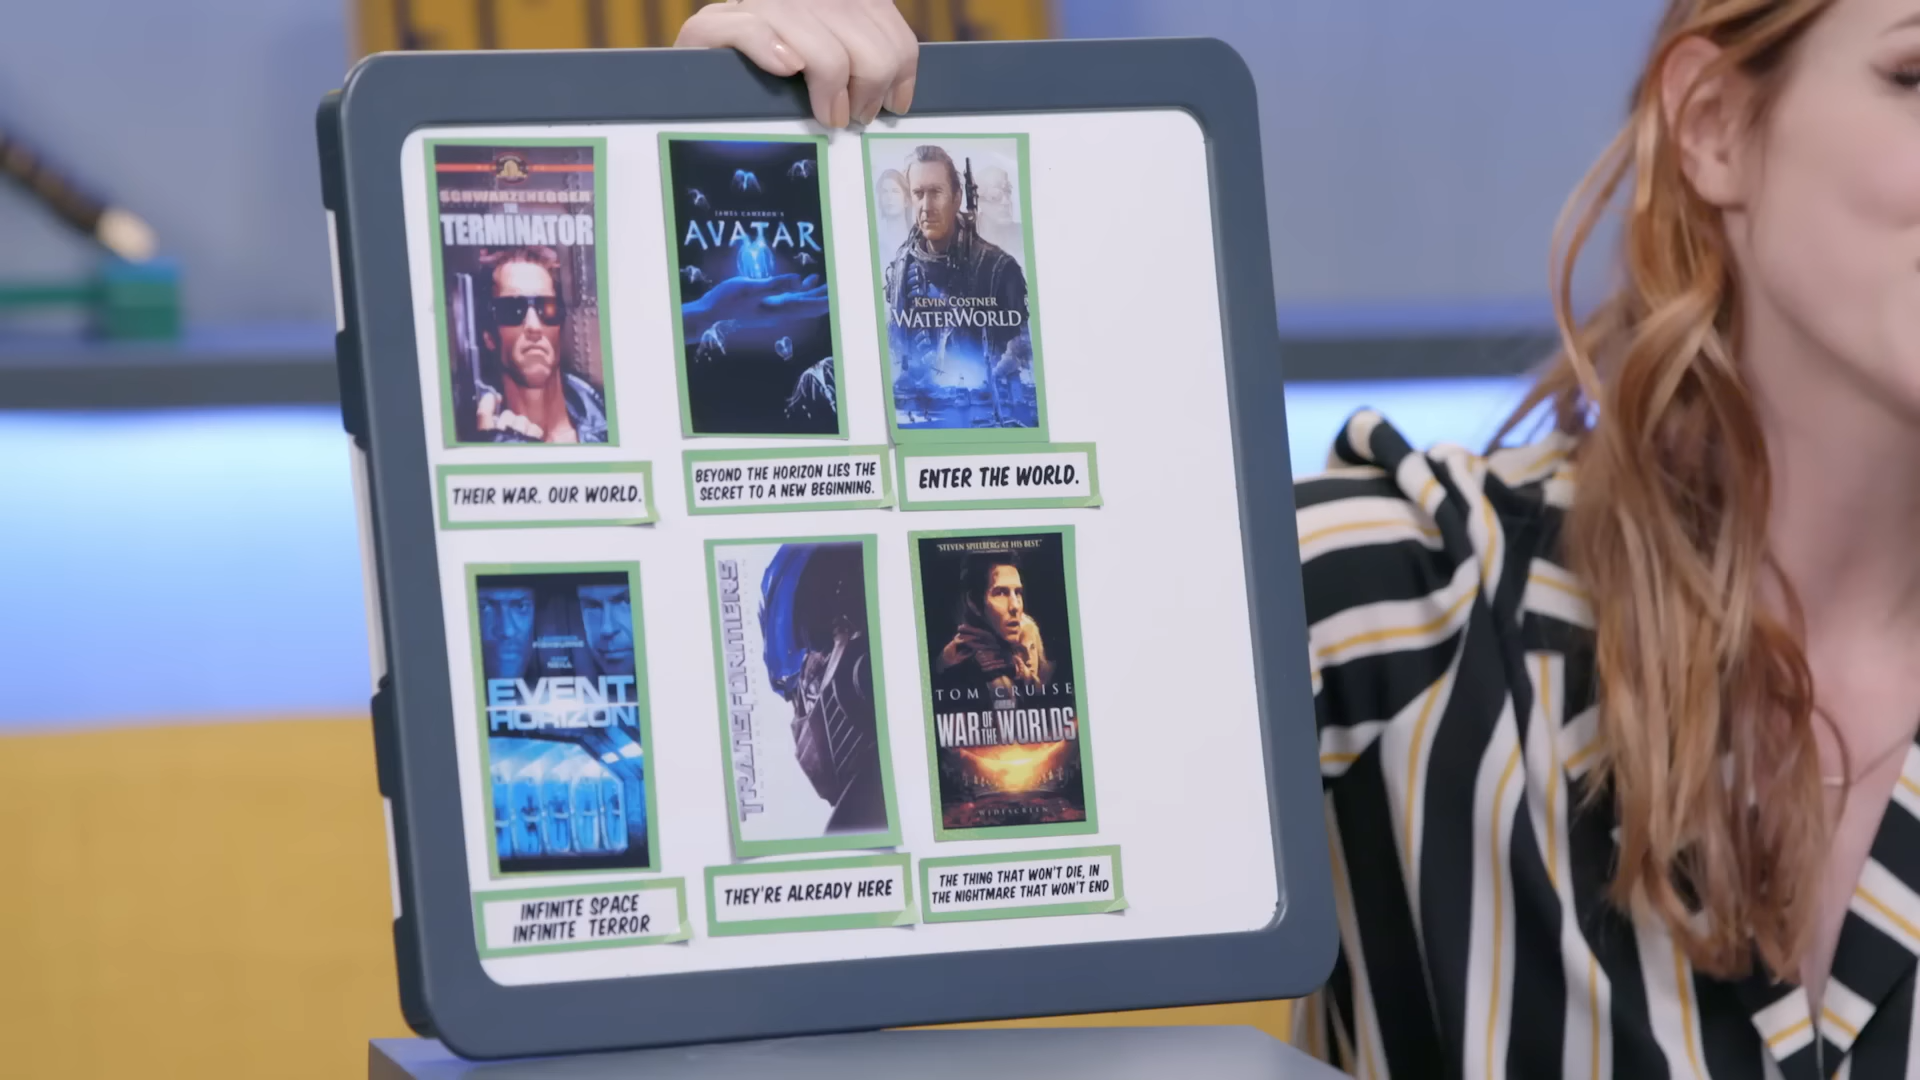 SCHWARZENEGGER
THE
TERMINATOR
JAMES CAMERON'S
AVATAR
KEVIN COSTNER
WATERWORLD
THEIR WAR. OUR WORLD.
BEYOND THE HORIZON LIES THE
SECRET TO A NEW BEGINNING.
ENTER THE WORLD.
FISHBURNE
NEILL
EVENT
HORIZON
TRANSFORMERS
"STEVEN SPIELBERG AT HIS BEST."
TOM CRUISE
WAR OF THE WORLDS
WIDESCREEN
INFINITE SPACE
INFINITE TERROR
THEY'RE ALREADY HERE
THE THING THAT WON'T DIE, IN
THE NIGHTMARE THAT WON'T END